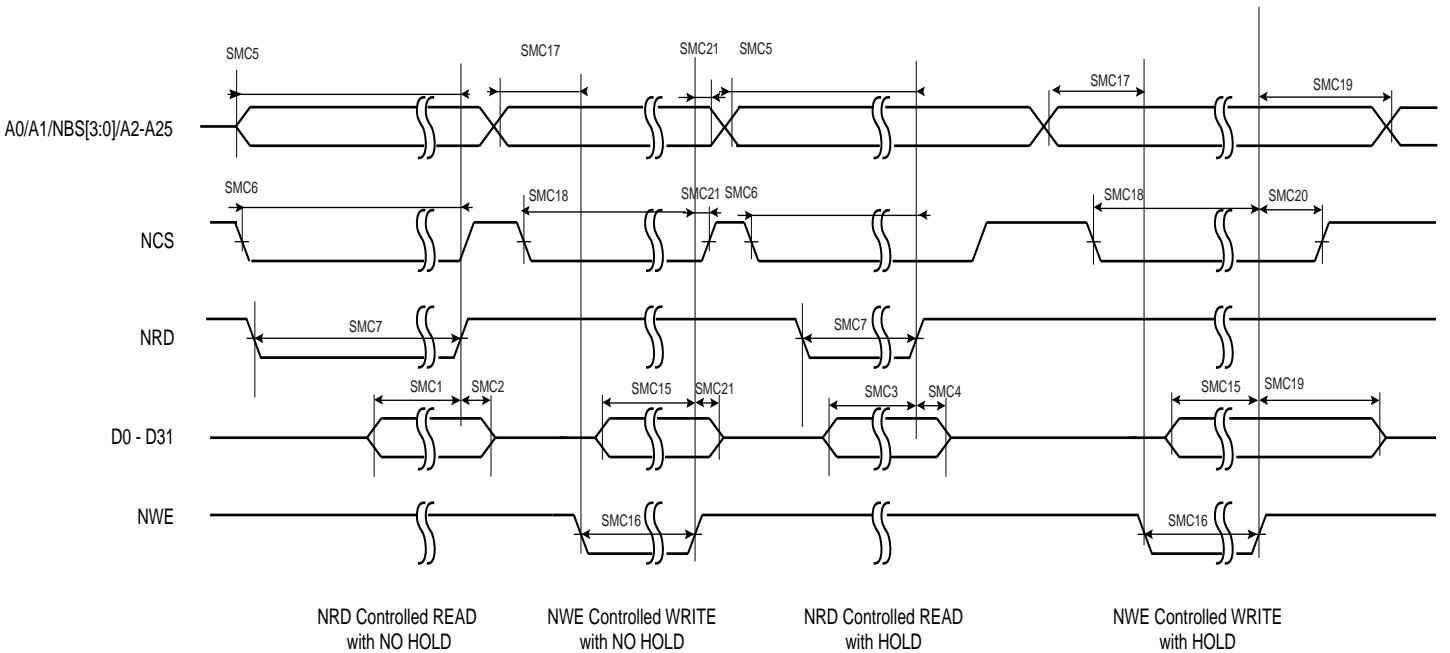 SMC5
SMC17
SMC21
SMC5
SMC17
SMC19
A0/A1/NBS[3:0]/A2-A25
SMC6
SMC18
SMC21
SMC6
SMC18
SMC20
NCS
SMC7
SMC7
NRD
SMC1
SMC2
SMC15
SMC21
SMC3
SMC4
SMC15
SMC19
D0 - D31
NWE
SMC16
SMC16
NRD Controlled READ
with NO HOLD
NWE Controlled WRITE
with NO HOLD
NRD Controlled READ
with HOLD
NWE Controlled WRITE
with HOLD